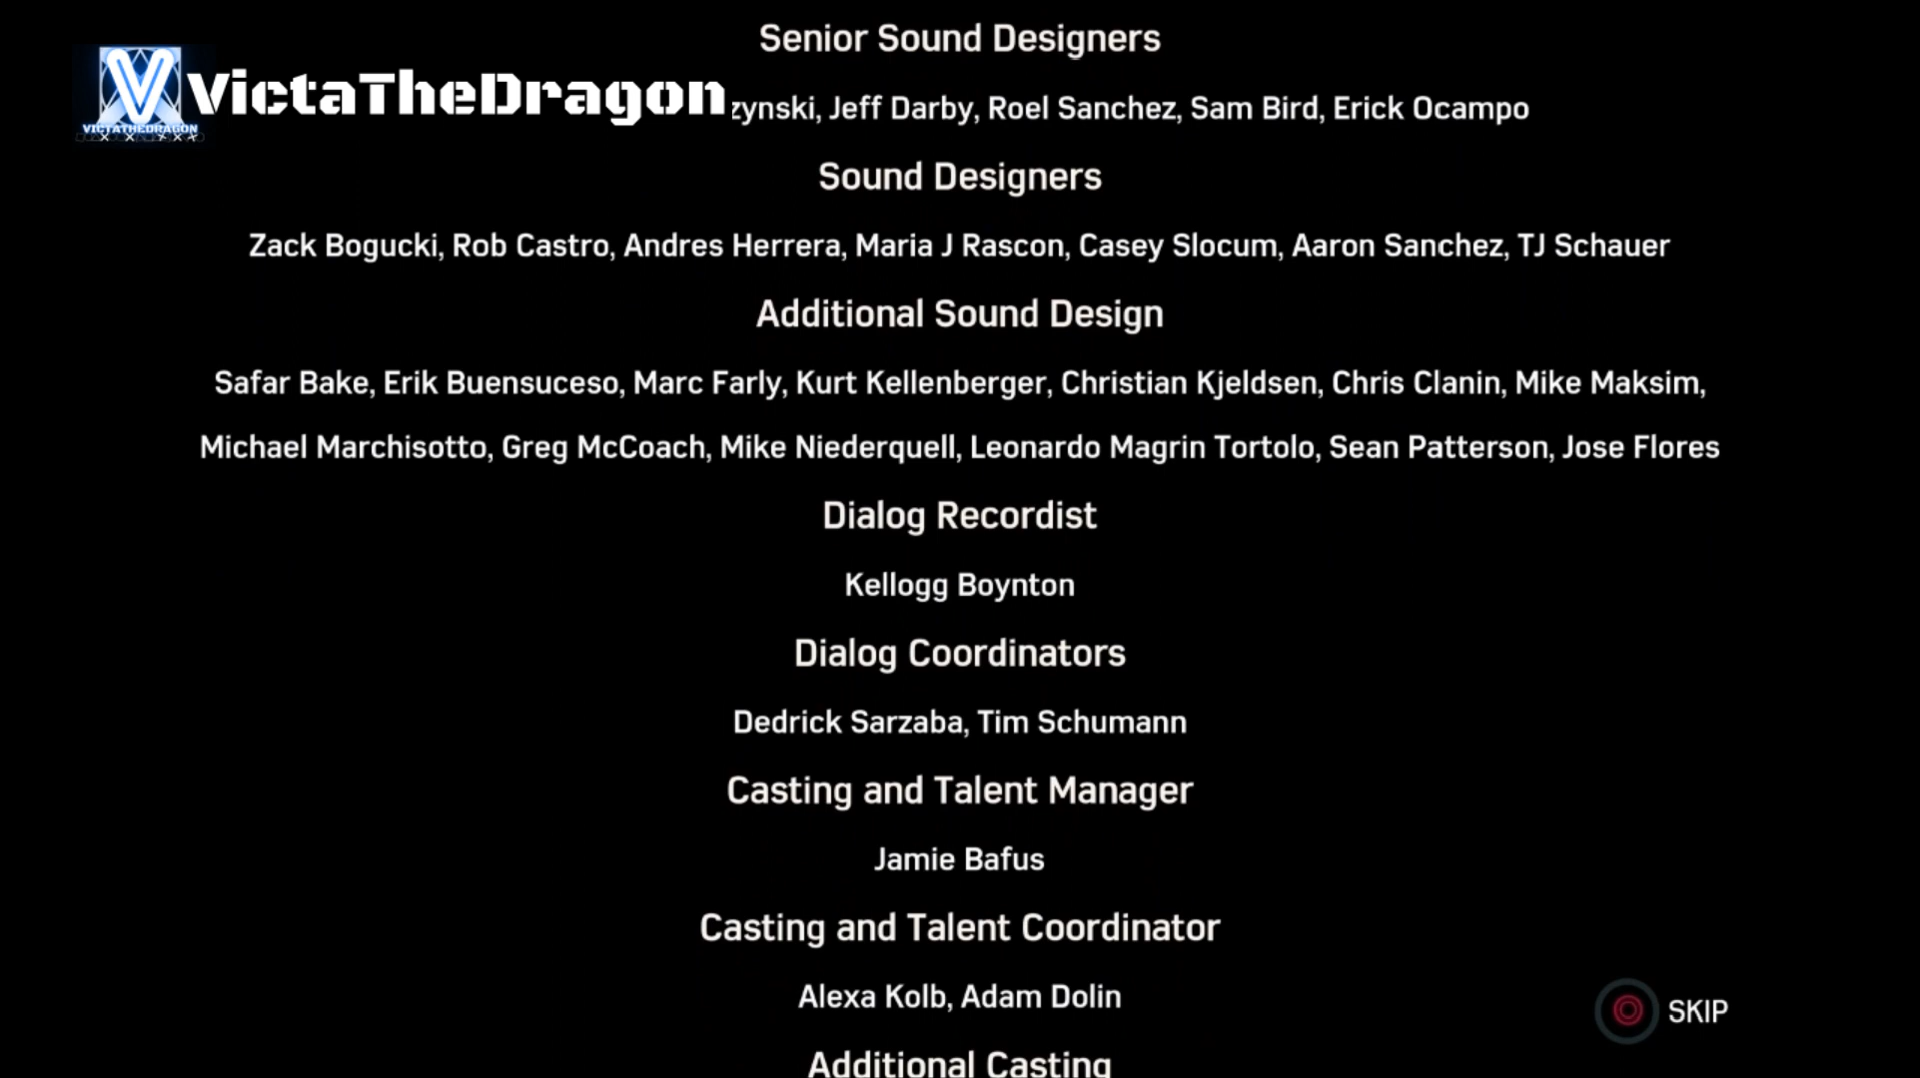 Senior Sound Designers
VictaTheDragon
VICTATHEDRAGON
Jeff Darby, Roel Sanchez, Sam Bird, Erick Ocampo
Sound Designers
Zack Bogucki, Rob Castro, Andres Herrera, Maria J Rascon, Casey Slocum, Aaron Sanchez, TJ Schauer
Additional Sound Design
Safar Bake, Erik Buensuceso, Marc Farly, Kurt Kellenberger, Christian Kjeldsen, Chris Clanin, Mike Maksim,
Michael Marchisotto, Greg McCoach, Mike Niederquell, Leonardo Magrin Tortolo, Sean Patterson, Jose Flores
Dialog Recordist
Kellogg Boynton
Dialog Coordinators
Dedrick Sarzaba, Tim Schumann
Casting and Talent Manager
Jamie Bafus
Casting and Talent Coordinator
Alexa Kolb, Adam Dolin
SKIP
Additional Casting